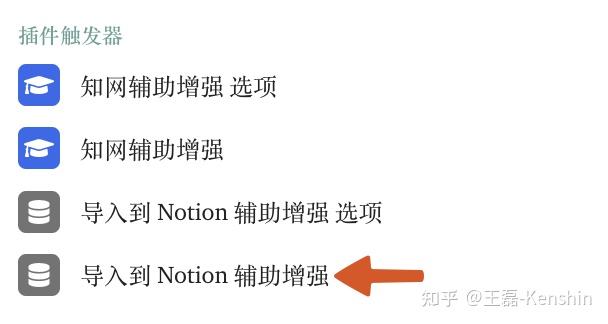 插件触发器
知网辅助增强 选项
知网辅助增强
导入到 Notion 辅助增强 选项
导入到 Notion 辅助增强
知乎 @王磊-Kenshin